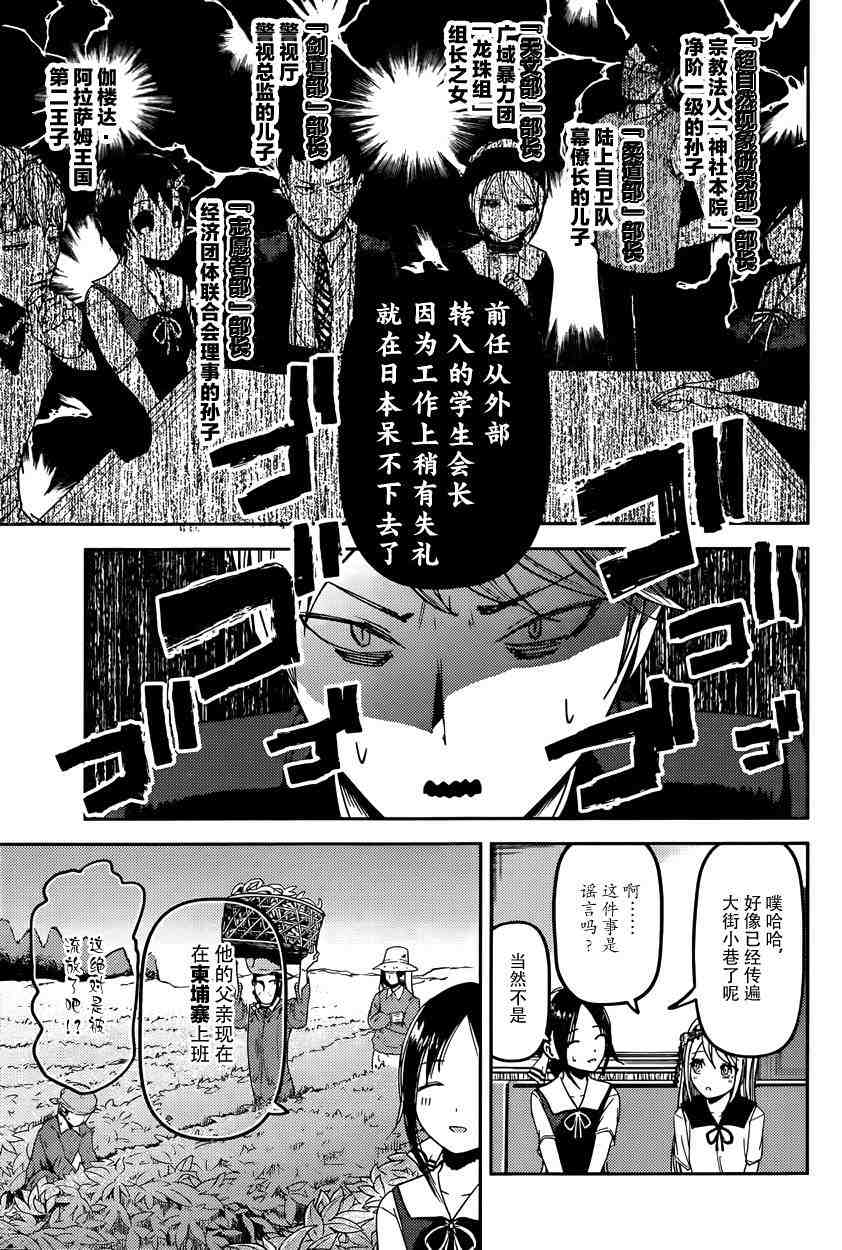 『超自然现象研究部』部长
宗教法人「神社本院」
净阶一级的孙子
『柔道部』部长
陆上自卫队
幕僚长的儿子
『天文部』部长
广域暴力团
「龙珠组」
组长之女
『剑道部』部长
警视厅
警视总监的儿子
『志愿者部』部长
经济团体联合会理事的孙子
伽楼达·
阿拉萨姆王国
第二王子
前任从外部
转入的学生会长
因为工作上稍有失礼
就在日本呆不下去了
ゴゴゴ
ゴゴゴ
噗哈哈，
好像已经传遍
大街小巷了呢
啊……
这件事是
谣言吗？
当然不是
他的父亲现在
在柬埔寨上班
这绝对是被
流放了吧！？